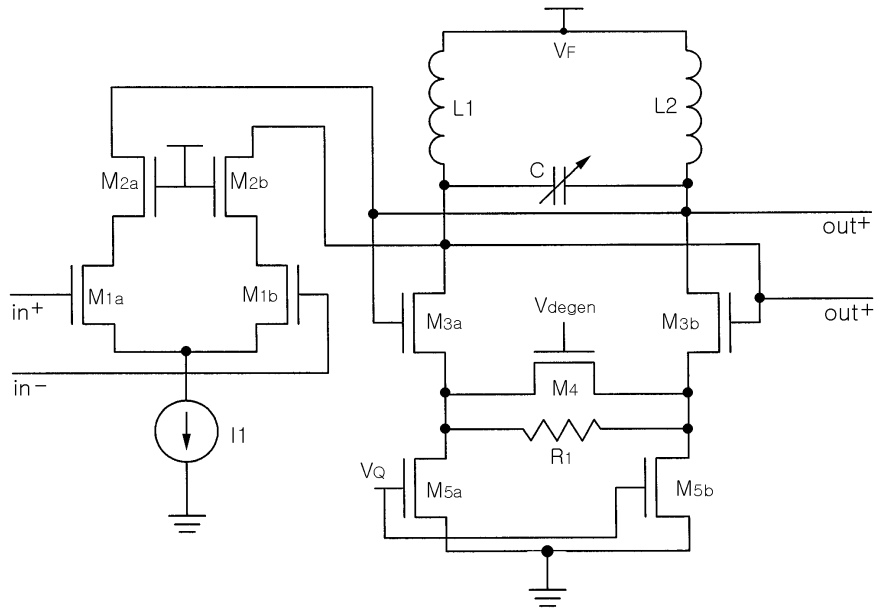 VF
L1
L2
C
M2a
M2b
out+
M1a
M1b
in+
M3a
Vdegen
M3b
out+
in-
M4
I1
R1
VQ
M5a
M5b